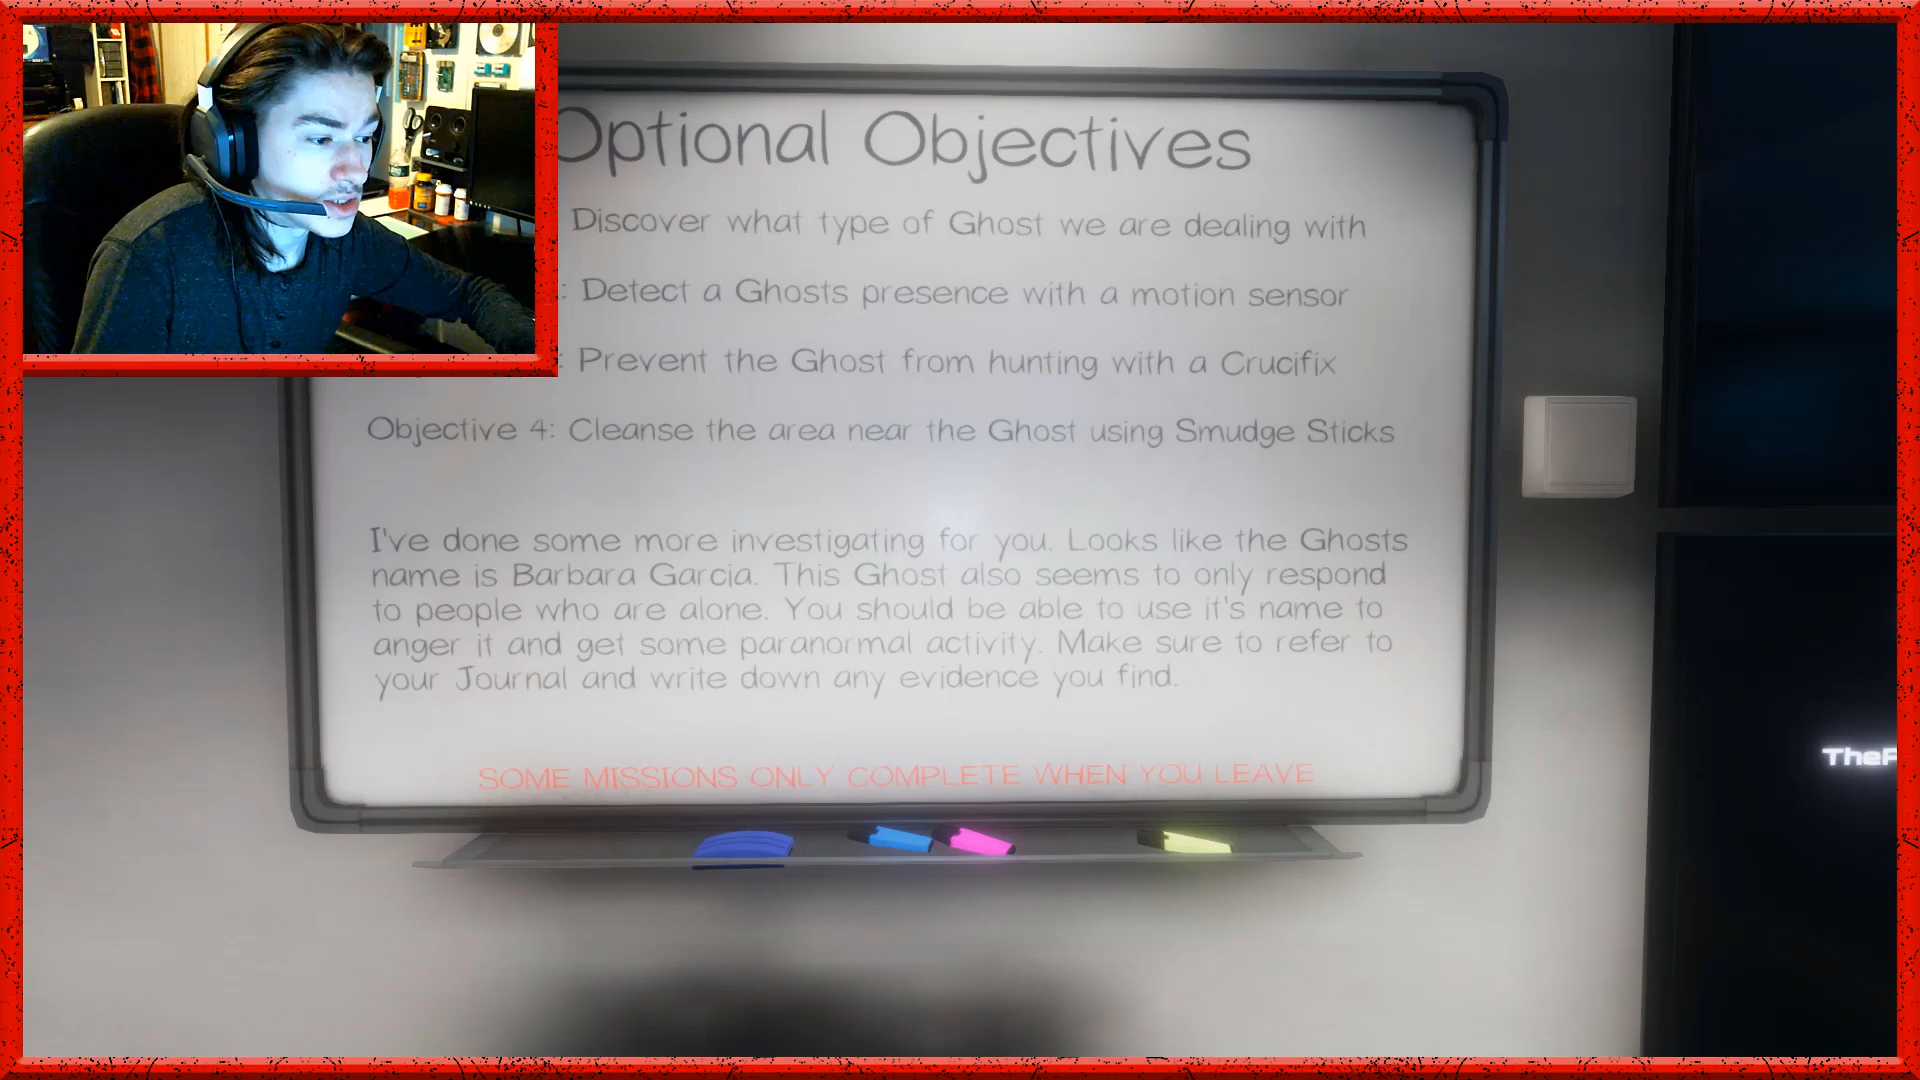 Optional Objectives
Discover what type of Ghost we are dealing with
: Detect a Ghosts presence with a motion sensor
: Prevent the Ghost from hunting with a Crucifix
Objective 4: Cleanse the area near the Ghost using Smudge Sticks
I've done some more investigating for you. Looks like the Ghosts
name is Barbara Garcia. This Ghost also seems to only respond
to people who are alone. You should be able to use it's name to
anger it and get some paranormal activity. Make sure to refer to
your Journal and write down any evidence you find.
SOME MISSIONS ONLY COMPLETE WHEN YOU LEAVE